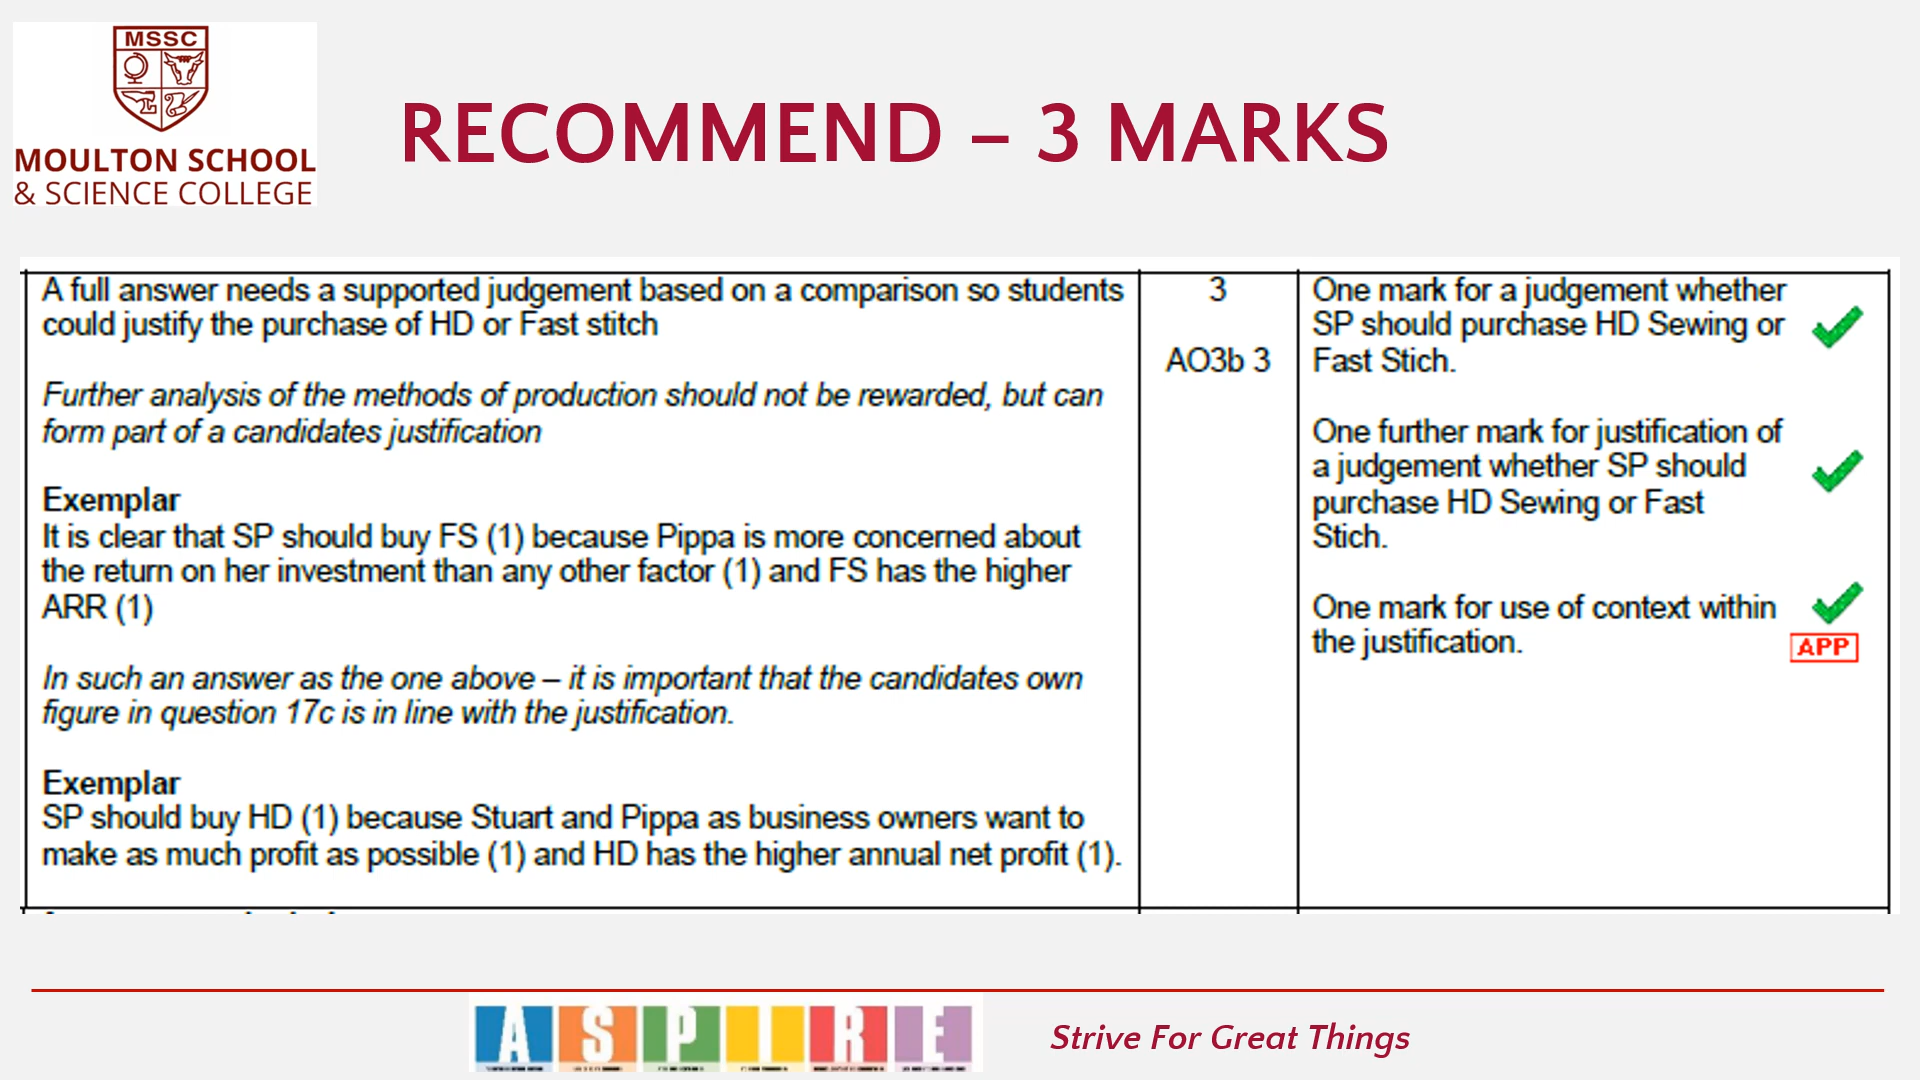 MSSC
MOULTON SCHOOL
& SCIENCE COLLEGE
RECOMMEND – 3 MARKS
A full answer needs a supported judgement based on a comparison so students
could justify the purchase of HD or Fast stitch
Further analysis of the methods of production should not be rewarded, but can
form part of a candidates justification
Exemplar
It is clear that SP should buy FS (1) because Pippa is more concerned about
the return on her investment than any other factor (1) and FS has the higher
ARR (1)
In such an answer as the one above – it is important that the candidates own
figure in question 17c is in line with the justification.
Exemplar
SP should buy HD (1) because Stuart and Pippa as business owners want to
make as much profit as possible (1) and HD has the higher annual net profit (1).
3
AO3b 3
One mark for a judgement whether
SP should purchase HD Sewing or
Fast Stich.
One further mark for justification of
a judgement whether SP should
purchase HD Sewing or Fast
Stich.
One mark for use of context within
the justification.
APP
ASPIRE
Strive For Great Things